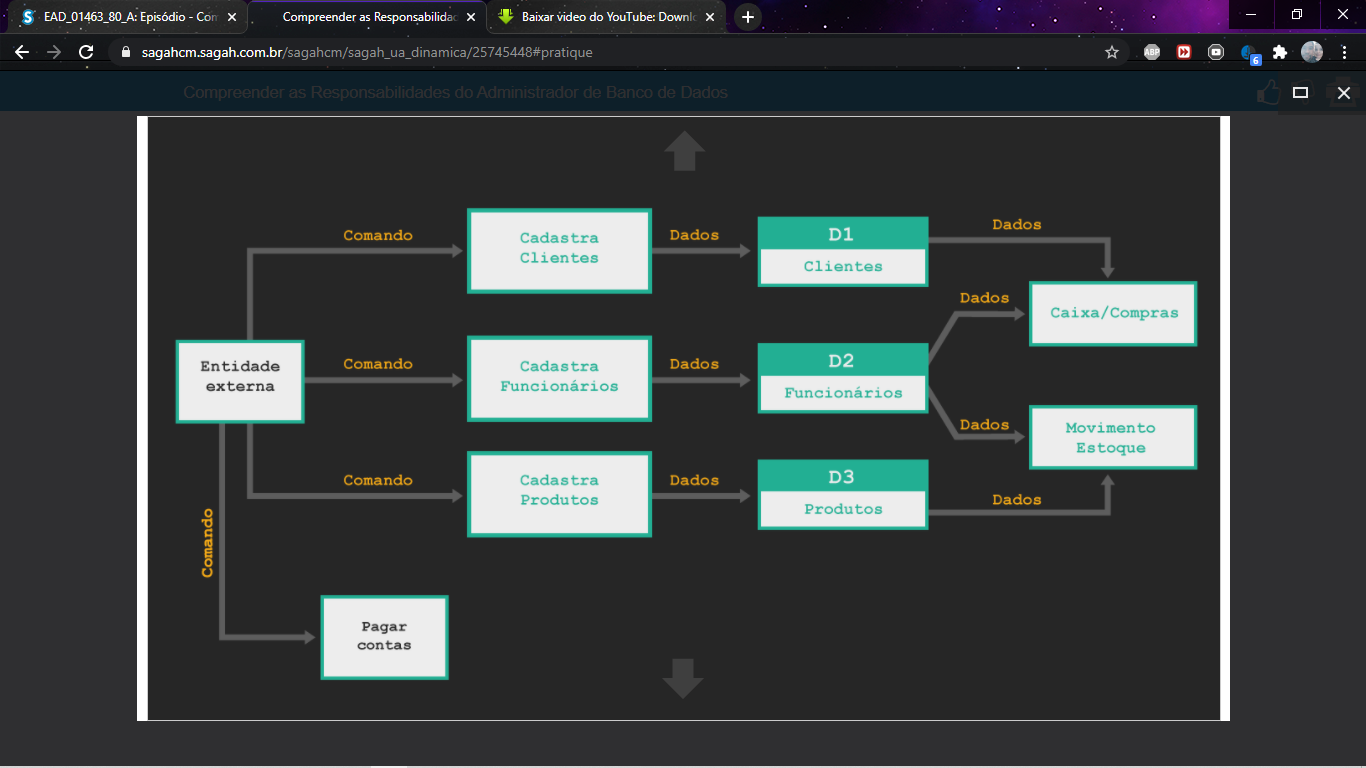 EAD_01463_80_A: Episódio - Con
Compreender as Responsabilidad
Baixar video do YouTube: Downlo
sagahcm.sagah.com.br/sagahcm/sagah_ua_dinamica/25745448#pratique
ABP
6
Compreender as Responsabilidades do Administrador de Banco de Dados
Comando
Cadastra
Clientes
Dados
D1
Clientes
Dados
Caixa/Compras
Entidade
externa
Comando
Cadastra
Funcionários
Dados
D2
Funcionários
Dados
Dados
Movimento
Estoque
Comando
Cadastra
Produtos
Dados
D3
Produtos
Dados
Comando
Pagar
contas